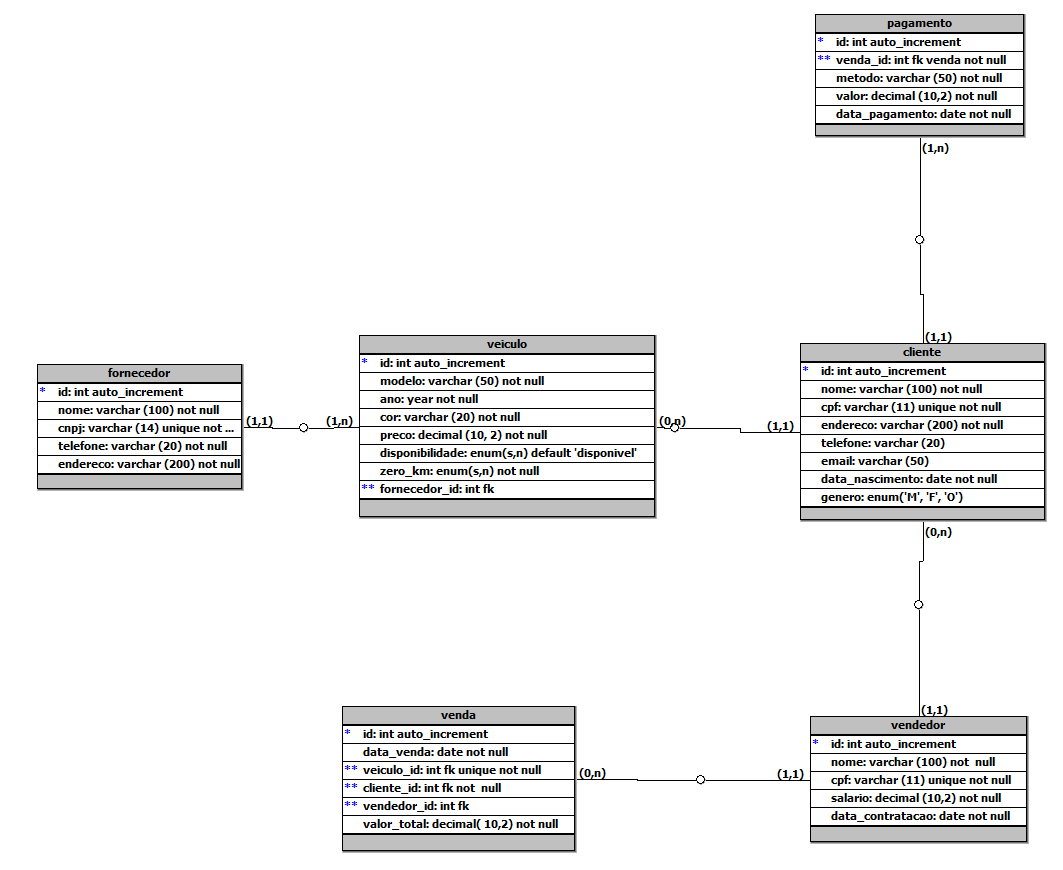 pagamento
* id: int auto_increment
** venda_id: int fk venda not null
metodo: varchar (50) not null
valor: decimal (10,2) not null
data_pagamento: date not null
(1,n)
(1,1)
fornecedor
* id: int auto_increment
nome: varchar (100) not null
cnpj: varchar (14) unique not ...
telefone: varchar (20) not null
endereco: varchar (200) not null
(1,1)
(1,n)
veiculo
* id: int auto_increment
modelo: varchar (50) not null
ano: year not null
cor: varchar (20) not null
preco: decimal (10, 2) not null
disponibilidade: enum(s,n) default 'disponivel'
zero_km: enum(s,n) not null
** fornecedor_id: int fk
(0,n)
(1,1)
cliente
* id: int auto_increment
nome: varchar (100) not null
cpf: varchar (11) unique not null
endereco: varchar (200) not null
telefone: varchar (20)
email: varchar (50)
data_nascimento: date not null
genero: enum('M', 'F', 'O')
(0,n)
(1,1)
venda
* id: int auto_increment
data_venda: date not null
** veiculo_id: int fk unique not null
** cliente_id: int fk not  null
** vendedor_id: int fk
valor_total: decimal( 10,2) not null
(0,n)
(1,1)
vendedor
* id: int auto_increment
nome: varchar (100) not  null
cpf: varchar (11) unique not null
salario: decimal (10,2) not null
data_contratacao: date not null